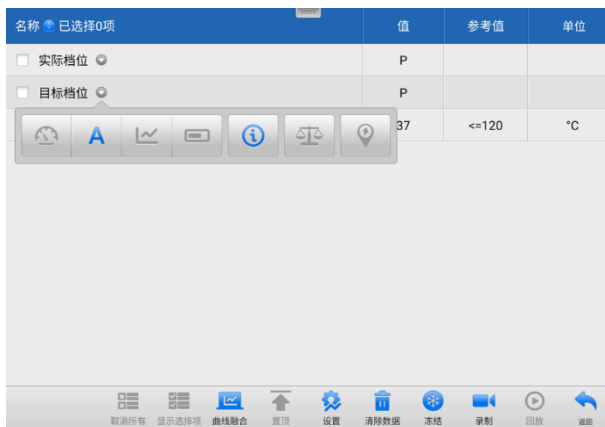 名称 已选择0项 值 参考值 单位
实际档位 P
目标档位 P
A 37 <=120 °C
取消所有 显示选择项 曲线融合 置顶 设置 清除数据 冻结 录制 回放 返回